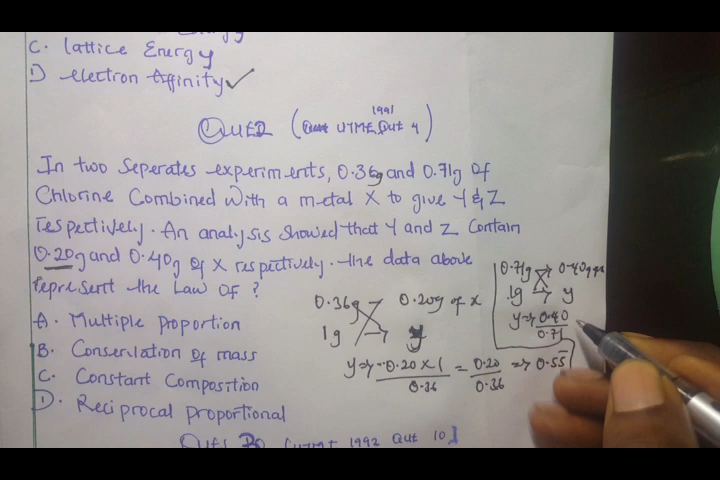 C. lattice Energy
D electron Affinity ✓
QUE2 ( UTME 1991 Qut 4)
In two Seperates experiments, 0.36g and 0.71g Of
Chlorine Combined With a metal X to give Y & Z
respectively. An analysis Showed that Y and Z Contain
0.20g and 0.40g Of X respectively. the data above
represent the Law OF ?
A. Multiple proportion
B. Conservation Of mass
C. Constant Composition
D. Reciprocal proportional
0.36g → 0.20g of x
1g → y
y => 0.20 x 1 / 0.36 = 0.20 / 0.36 => 0.55
0.71g → 0.40g
1g → y
y => 0.40 / 0.71
1992 Qut 10